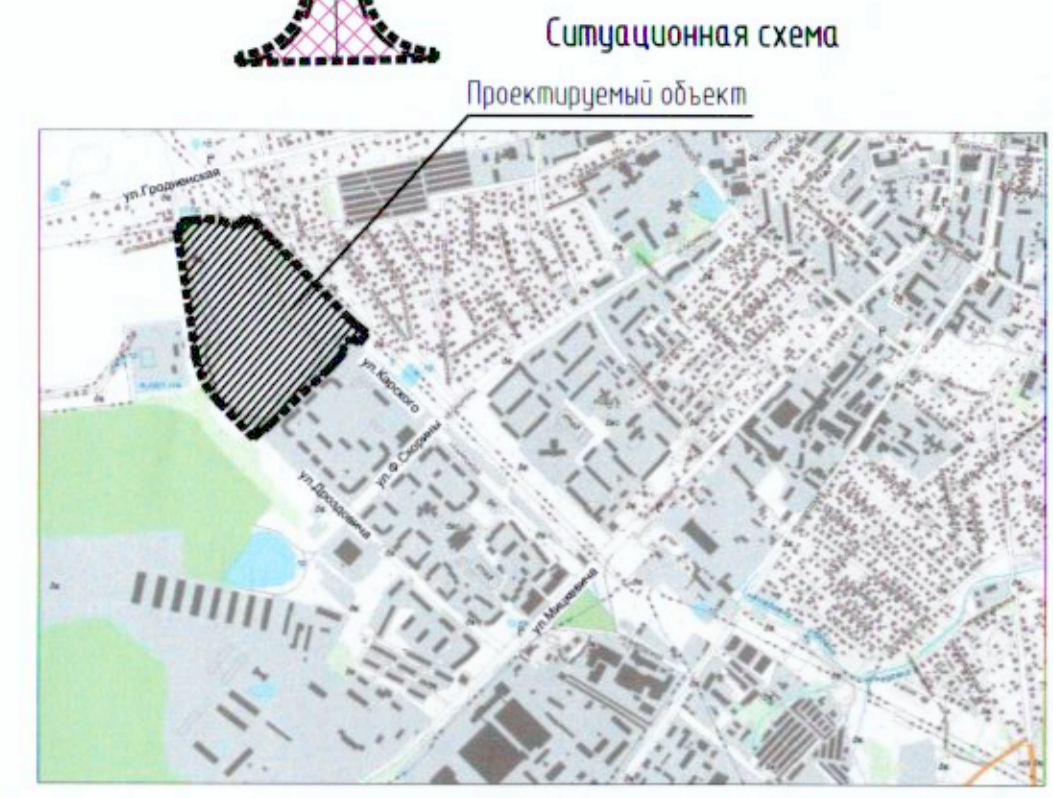 Ситуационная схема
Проектируемый объект
ул.Гродненская
ул.Карского
ул.Ф Скорины
ул.Дроздовича
ул.Мицкевича